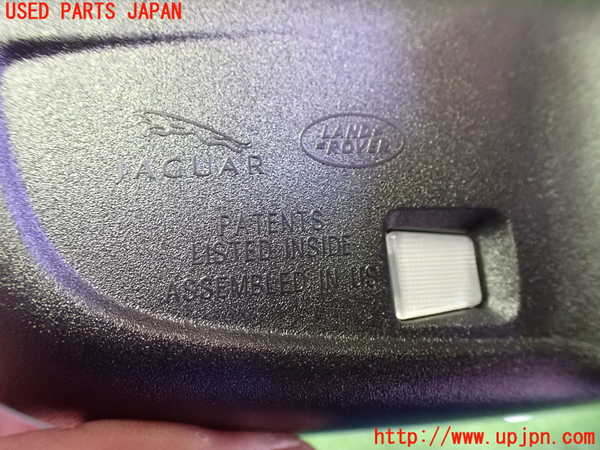 USED PARTS JAPAN
JAGUAR
LAND-
ROVER
PATENTS
LISTED INSIDE
ASSEMBLED IN US
http://www.upjpn.com